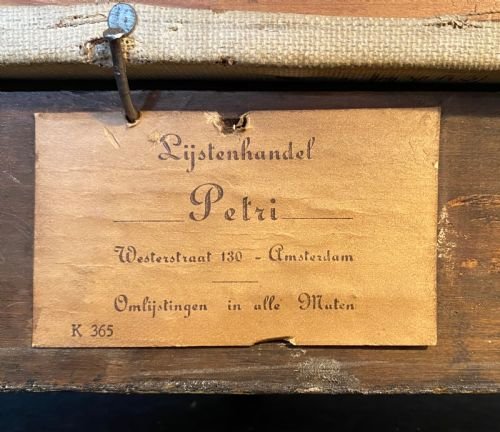 Lijstenhandel
Petri
Westerstraat 130 - Amsterdam
Omlijstingen in alle Maten
K 365